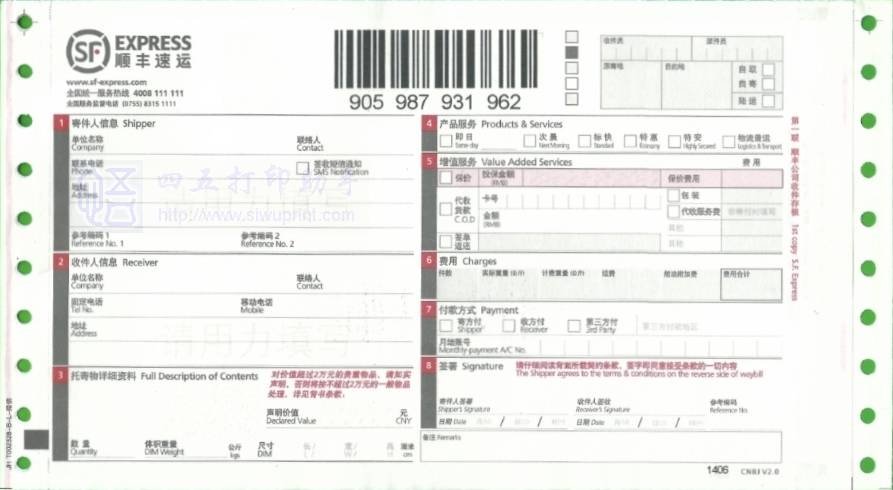 SF EXPRESS
顺丰速运
www.sf-express.com
全国统一服务热线 4008 111 111
全国服务监督电话 (0755) 8315 1111
905 987 931 962
收件员 派件员
原寄地 目的地
自取
自寄
陆运
1 寄件人信息 Shipper
单位名称 联络人
Company Contact
联系电话 签收短信通知
Phone SMS Notification
地址
Address
四五打印助手
http://www.siwuprint.com
参考编码 1 参考编码 2
Reference No. 1 Reference No. 2
2 收件人信息 Receiver
单位名称 联络人
Company Contact
固定电话 移动电话
Tel No. Mobile
地址
Address
3 托寄物详细资料 Full Description of Contents
对价值超过2万元的贵重物品，请如实
声明，否则将按不超过2万元的一般物品
处理，详见背书条款。
声明价值 元
Declared Value CNY
数量 体积重量 公斤 尺寸 长/ 宽/ 高 厘米
Quantity DIM Weight kgs DIM L/ W/ H cm
4 产品服务 Products & Services
即日 次晨 标快 特惠 特安 物流普运
Same-day Next Morning Standard Economy Highly Secured Logistics & Transport
5 增值服务 Value Added Services 费用
保价 投保金额 (RMB) 保价费用
代收货款 C.O.D 卡号 包装
金额 (RMB) 代收服务费
签单返还 其他
其他
6 费用 Charges
件数 实际重量 计费重量 运费 费用合计
7 付款方式 Payment
寄方付 收方付 第三方付 第三方付款地区
Shipper Receiver 3rd Party
月结账号
Monthly-payment A/C No.
8 签署 Signature 请仔细阅读背面所载契约条款，签字即同意接受条款的一切内容
The Shipper agrees to the terms & conditions on the reverse side of waybill
寄件人签署 收件人签收 参考编码
Shipper's Signature Receiver's Signature Reference No.
日期 Date / / 日期 Date / /
备注 Remarks
1406 CNBJ V2.0
第一联 顺丰公司收件存根 1st copy S.F. Express